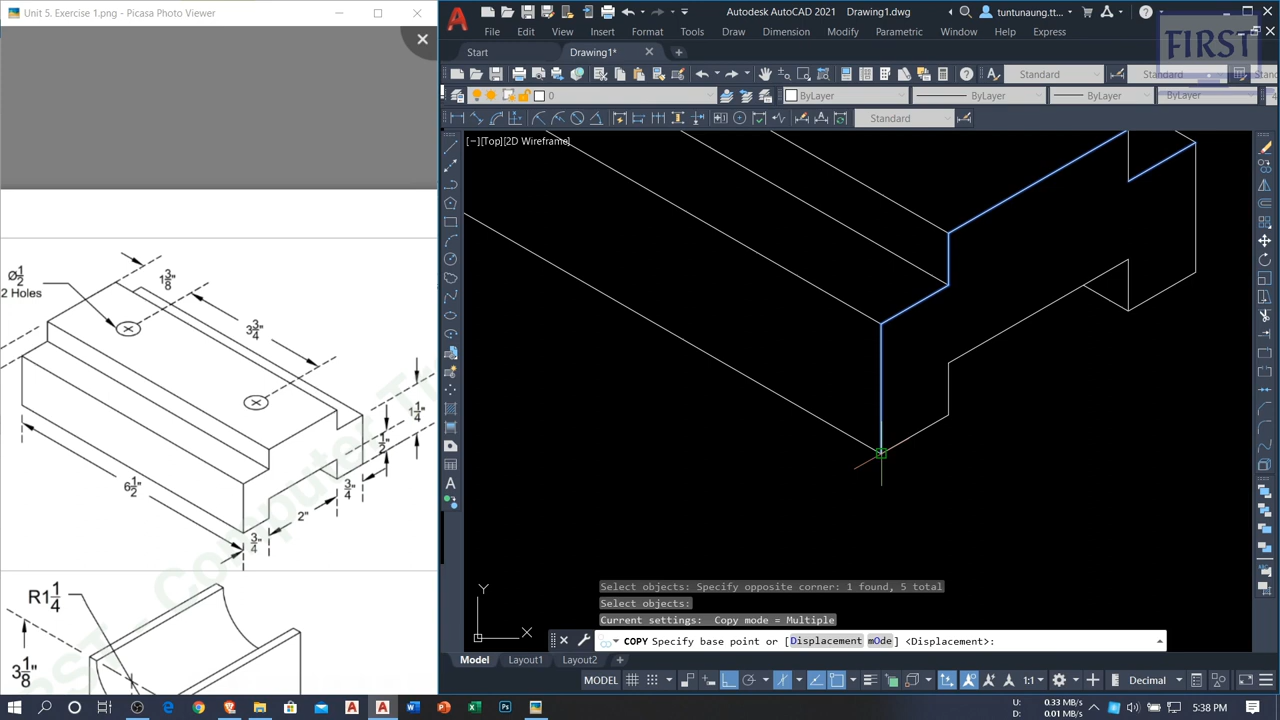 Unit 5. Exercise 1.png - Picasa Photo Viewer
Autodesk AutoCAD 2021 Drawing1.dwg
tuntunaung.tt...
FIRST
File Edit View Insert Format Tools Draw Dimension Modify Parametric Window Help Express
Start
Drawing1*
Standard
Standard
Standard
0
ByLayer
ByLayer
ByLayer
ByLayer
Standard
[−][Top][2D Wireframe]
Ø1/2
2 Holes
1 3/8"
3 3/4"
1 1/4"
1/2"
6 1/2"
3/4"
2"
3/4"
R1 1/4
3 1/8"
Computer
Y
X
Select objects: Specify opposite corner: 1 found, 5 total
Select objects:
Current settings: Copy mode = Multiple
COPY Specify base point or [Displacement mOde] <Displacement>:
Model
Layout1
Layout2
MODEL
1:1
Decimal
U: 0.33 MB/s
D: 0.01 MB/s
5:38 PM